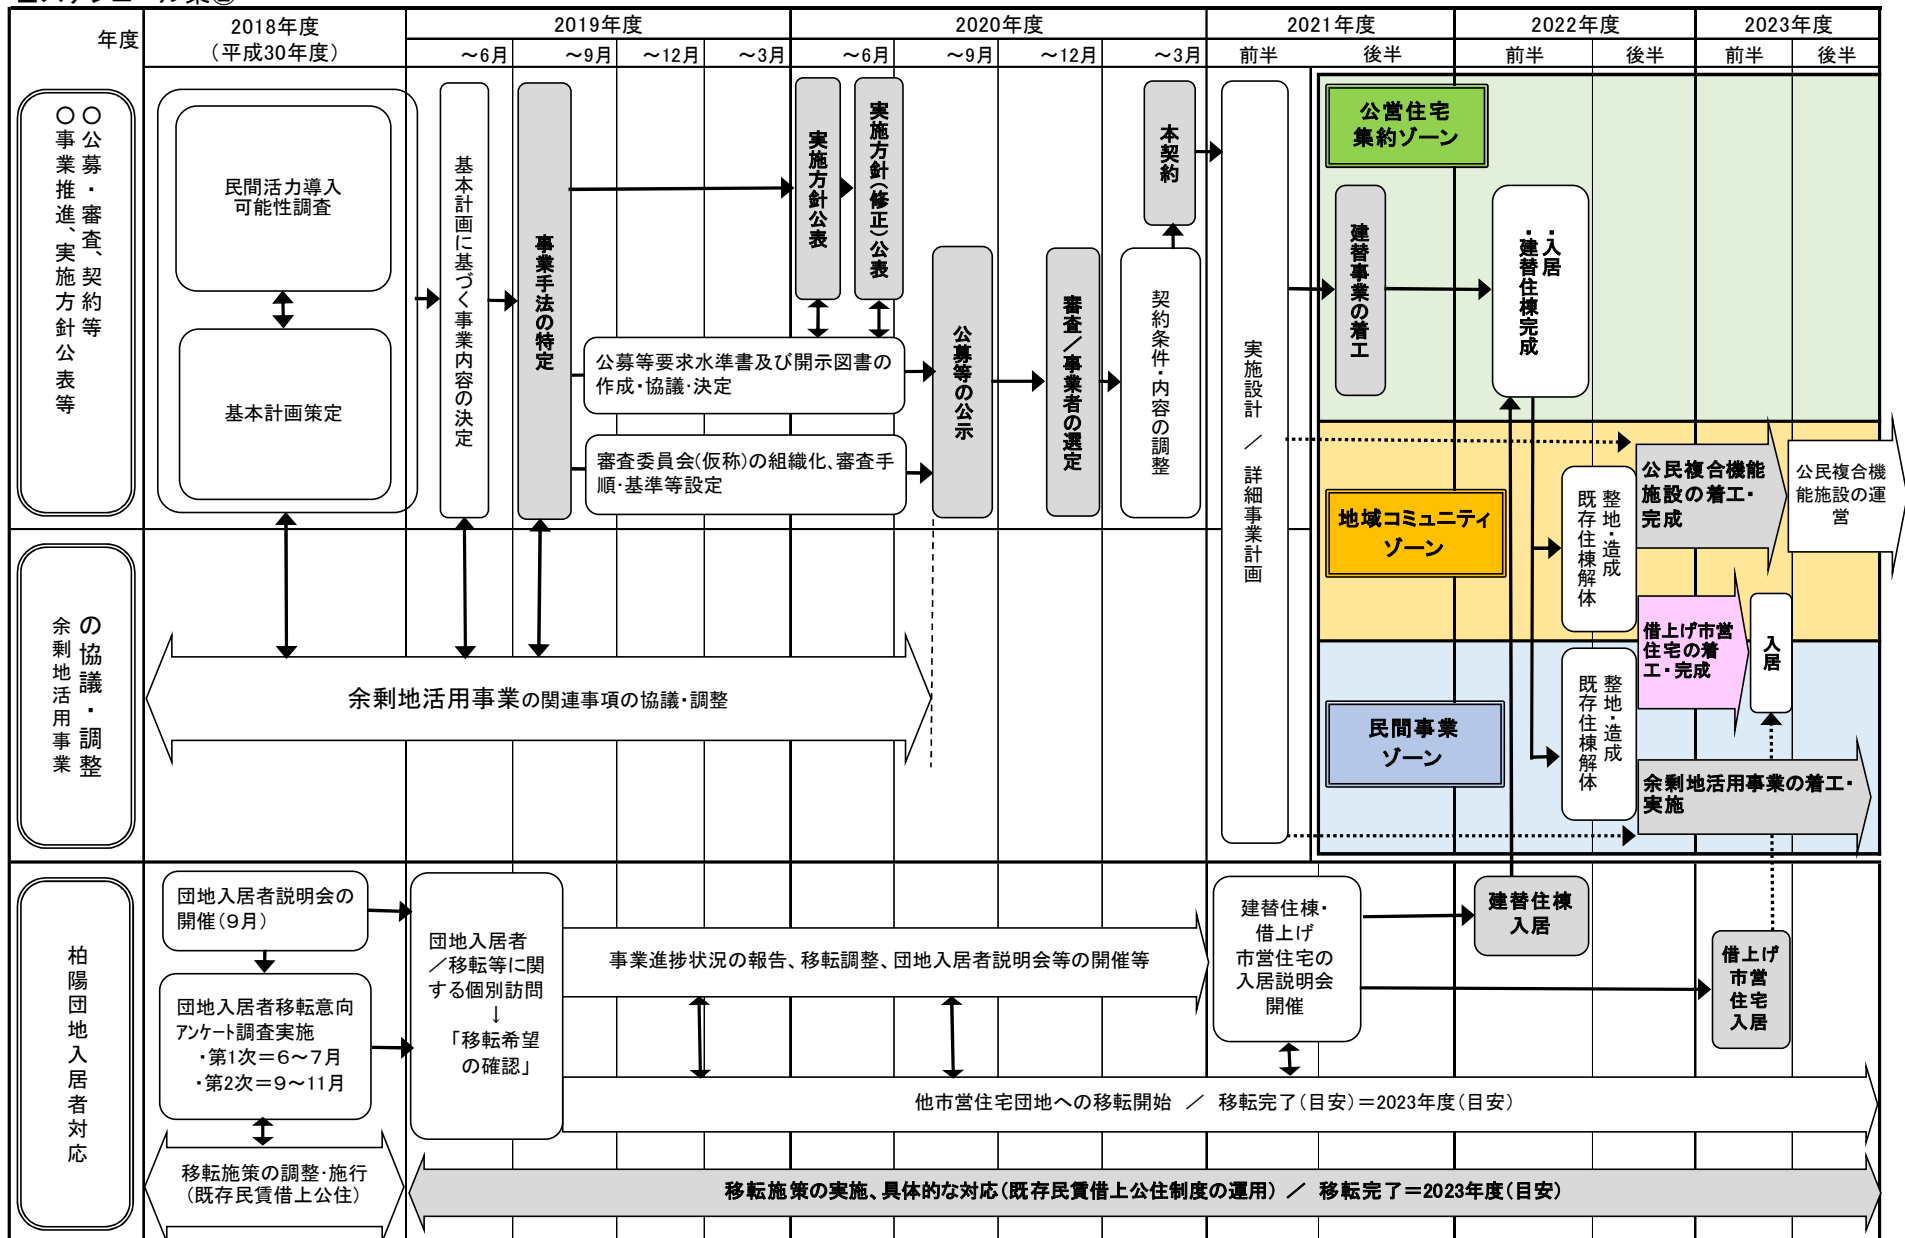 年度
2018年度
(平成30年度)
2019年度
2020年度
2021年度
2022年度
2023年度
～6月
～9月
～12月
～3月
～6月
～9月
～12月
～3月
前半
後半
前半
後半
前半
後半
○公募・審査、契約等
○事業推進、実施方針公表等
民間活力導入
可能性調査
基本計画策定
基本計画に基づく事業内容の決定
事業手法の特定
実施方針公表
実施方針(修正)公表
公募等要求水準書及び開示図書の
作成・協議・決定
審査委員会(仮称)の組織化、審査手
順・基準等設定
公募等の公示
審査／事業者の選定
契約条件・内容の調整
本契約
実施設計 ／ 詳細事業計画
公営住宅
集約ゾーン
建替事業の着工
・入居
・建替住棟完成
地域コミュニティ
ゾーン
整地・造成
既存住棟解体
公民複合機能
施設の着工・
完成
公民複合機
能施設の運
営
借上げ市営
住宅の着
工・完成
入居
民間事業
ゾーン
整地・造成
既存住棟解体
余剰地活用事業の着工・
実施
の協議・調整
余剰地活用事業
余剰地活用事業の関連事項の協議・調整
柏陽団地入居者対応
団地入居者説明会の
開催(９月)
団地入居者移転意向
アンケート調査実施
・第1次＝６～７月
・第２次＝９～11月
移転施策の調整・施行
(既存民賃借上公住)
団地入居者
／移転等に関
する個別訪問
↓
「移転希望
の確認」
事業進捗状況の報告、移転調整、団地入居者説明会等の開催等
建替住棟・
借上げ
市営住宅の
入居説明会
開催
建替住棟
入居
借上げ
市営
住宅
入居
他市営住宅団地への移転開始 ／ 移転完了(目安)＝2023年度(目安)
移転施策の実施、具体的な対応(既存民賃借上公住制度の運用) ／ 移転完了＝2023年度(目安)